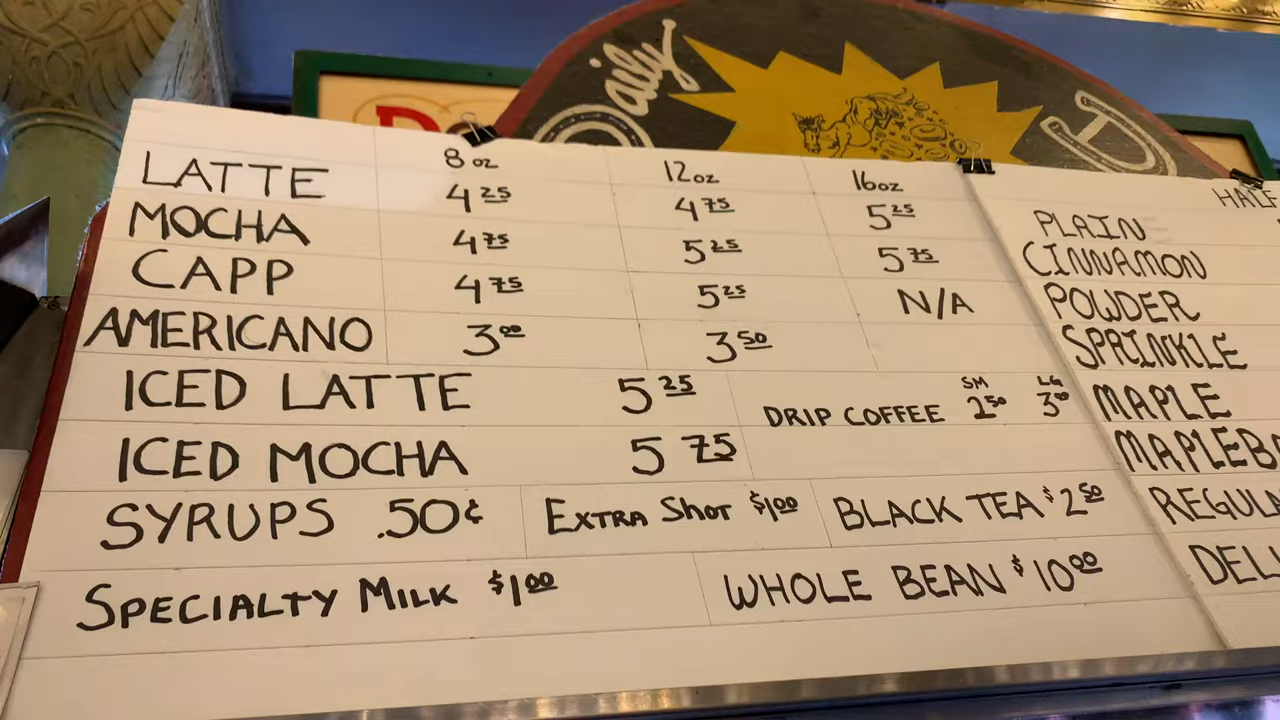 Daily
8 oz 12oz 16oz
LATTE 4 25 4 75 5 25
MOCHA 4 75 5 25 5 75
CAPP 4 75 5 25 N/A
AMERICANO 3 00 3 50
ICED LATTE 5 25
SM LG
DRIP COFFEE 2 50 3 00
ICED MOCHA 5 75
SYRUPS .50¢ EXTRA SHOT $1 00 BLACK TEA $2 50
SPECIALTY MILK $1 00 WHOLE BEAN $10 00
HALF
PLAIN
CINNAMON
POWDER
SPRINKLE
MAPLE